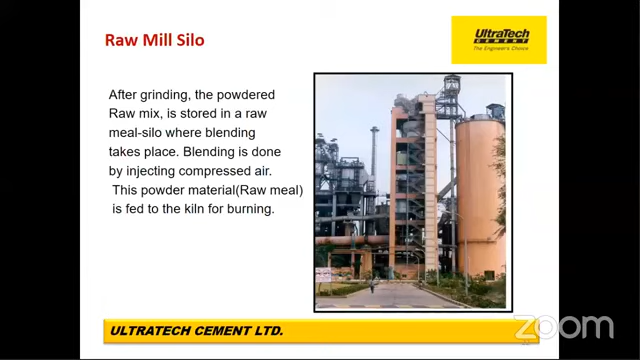 Raw Mill Silo
UltraTech
CEMENT
The Engineer's Choice
After grinding, the powdered
Raw mix, is stored in a raw
meal-silo where blending
takes place. Blending is done
by injecting compressed air.
This powder material(Raw meal)
is fed to the kiln for burning.
ULTRATECH CEMENT LTD.
zoom